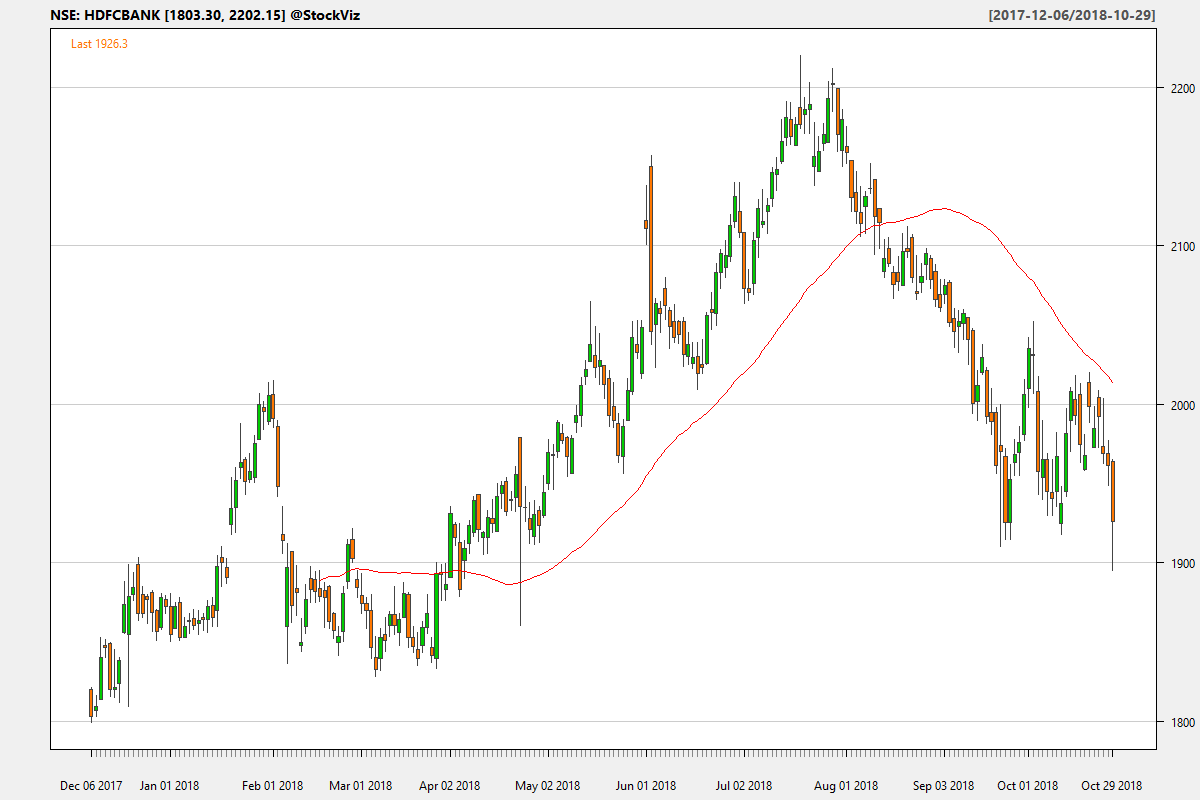 NSE: HDFCBANK [1803.30, 2202.15] @StockViz
[2017-12-06/2018-10-29]
Last 1926.3
2200
2100
2000
1900
1800
Dec 06 2017
Jan 01 2018
Feb 01 2018
Mar 01 2018
Apr 02 2018
May 02 2018
Jun 01 2018
Jul 02 2018
Aug 01 2018
Sep 03 2018
Oct 01 2018
Oct 29 2018